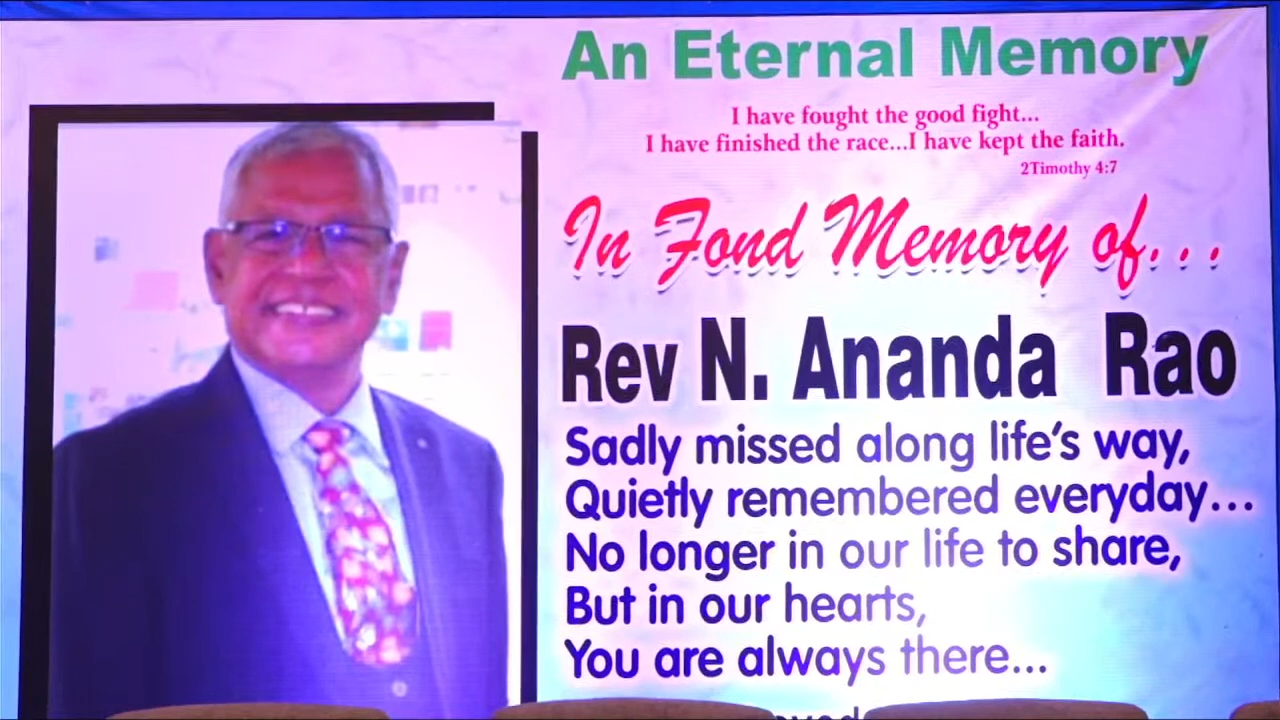 An Eternal Memory
I have fought the good fight...
I have finished the race...I have kept the faith.
2Timothy 4:7
In Fond Memory of...
Rev N. Ananda Rao
Sadly missed along life's way,
Quietly remembered everyday...
No longer in our life to share,
But in our hearts,
You are always there...